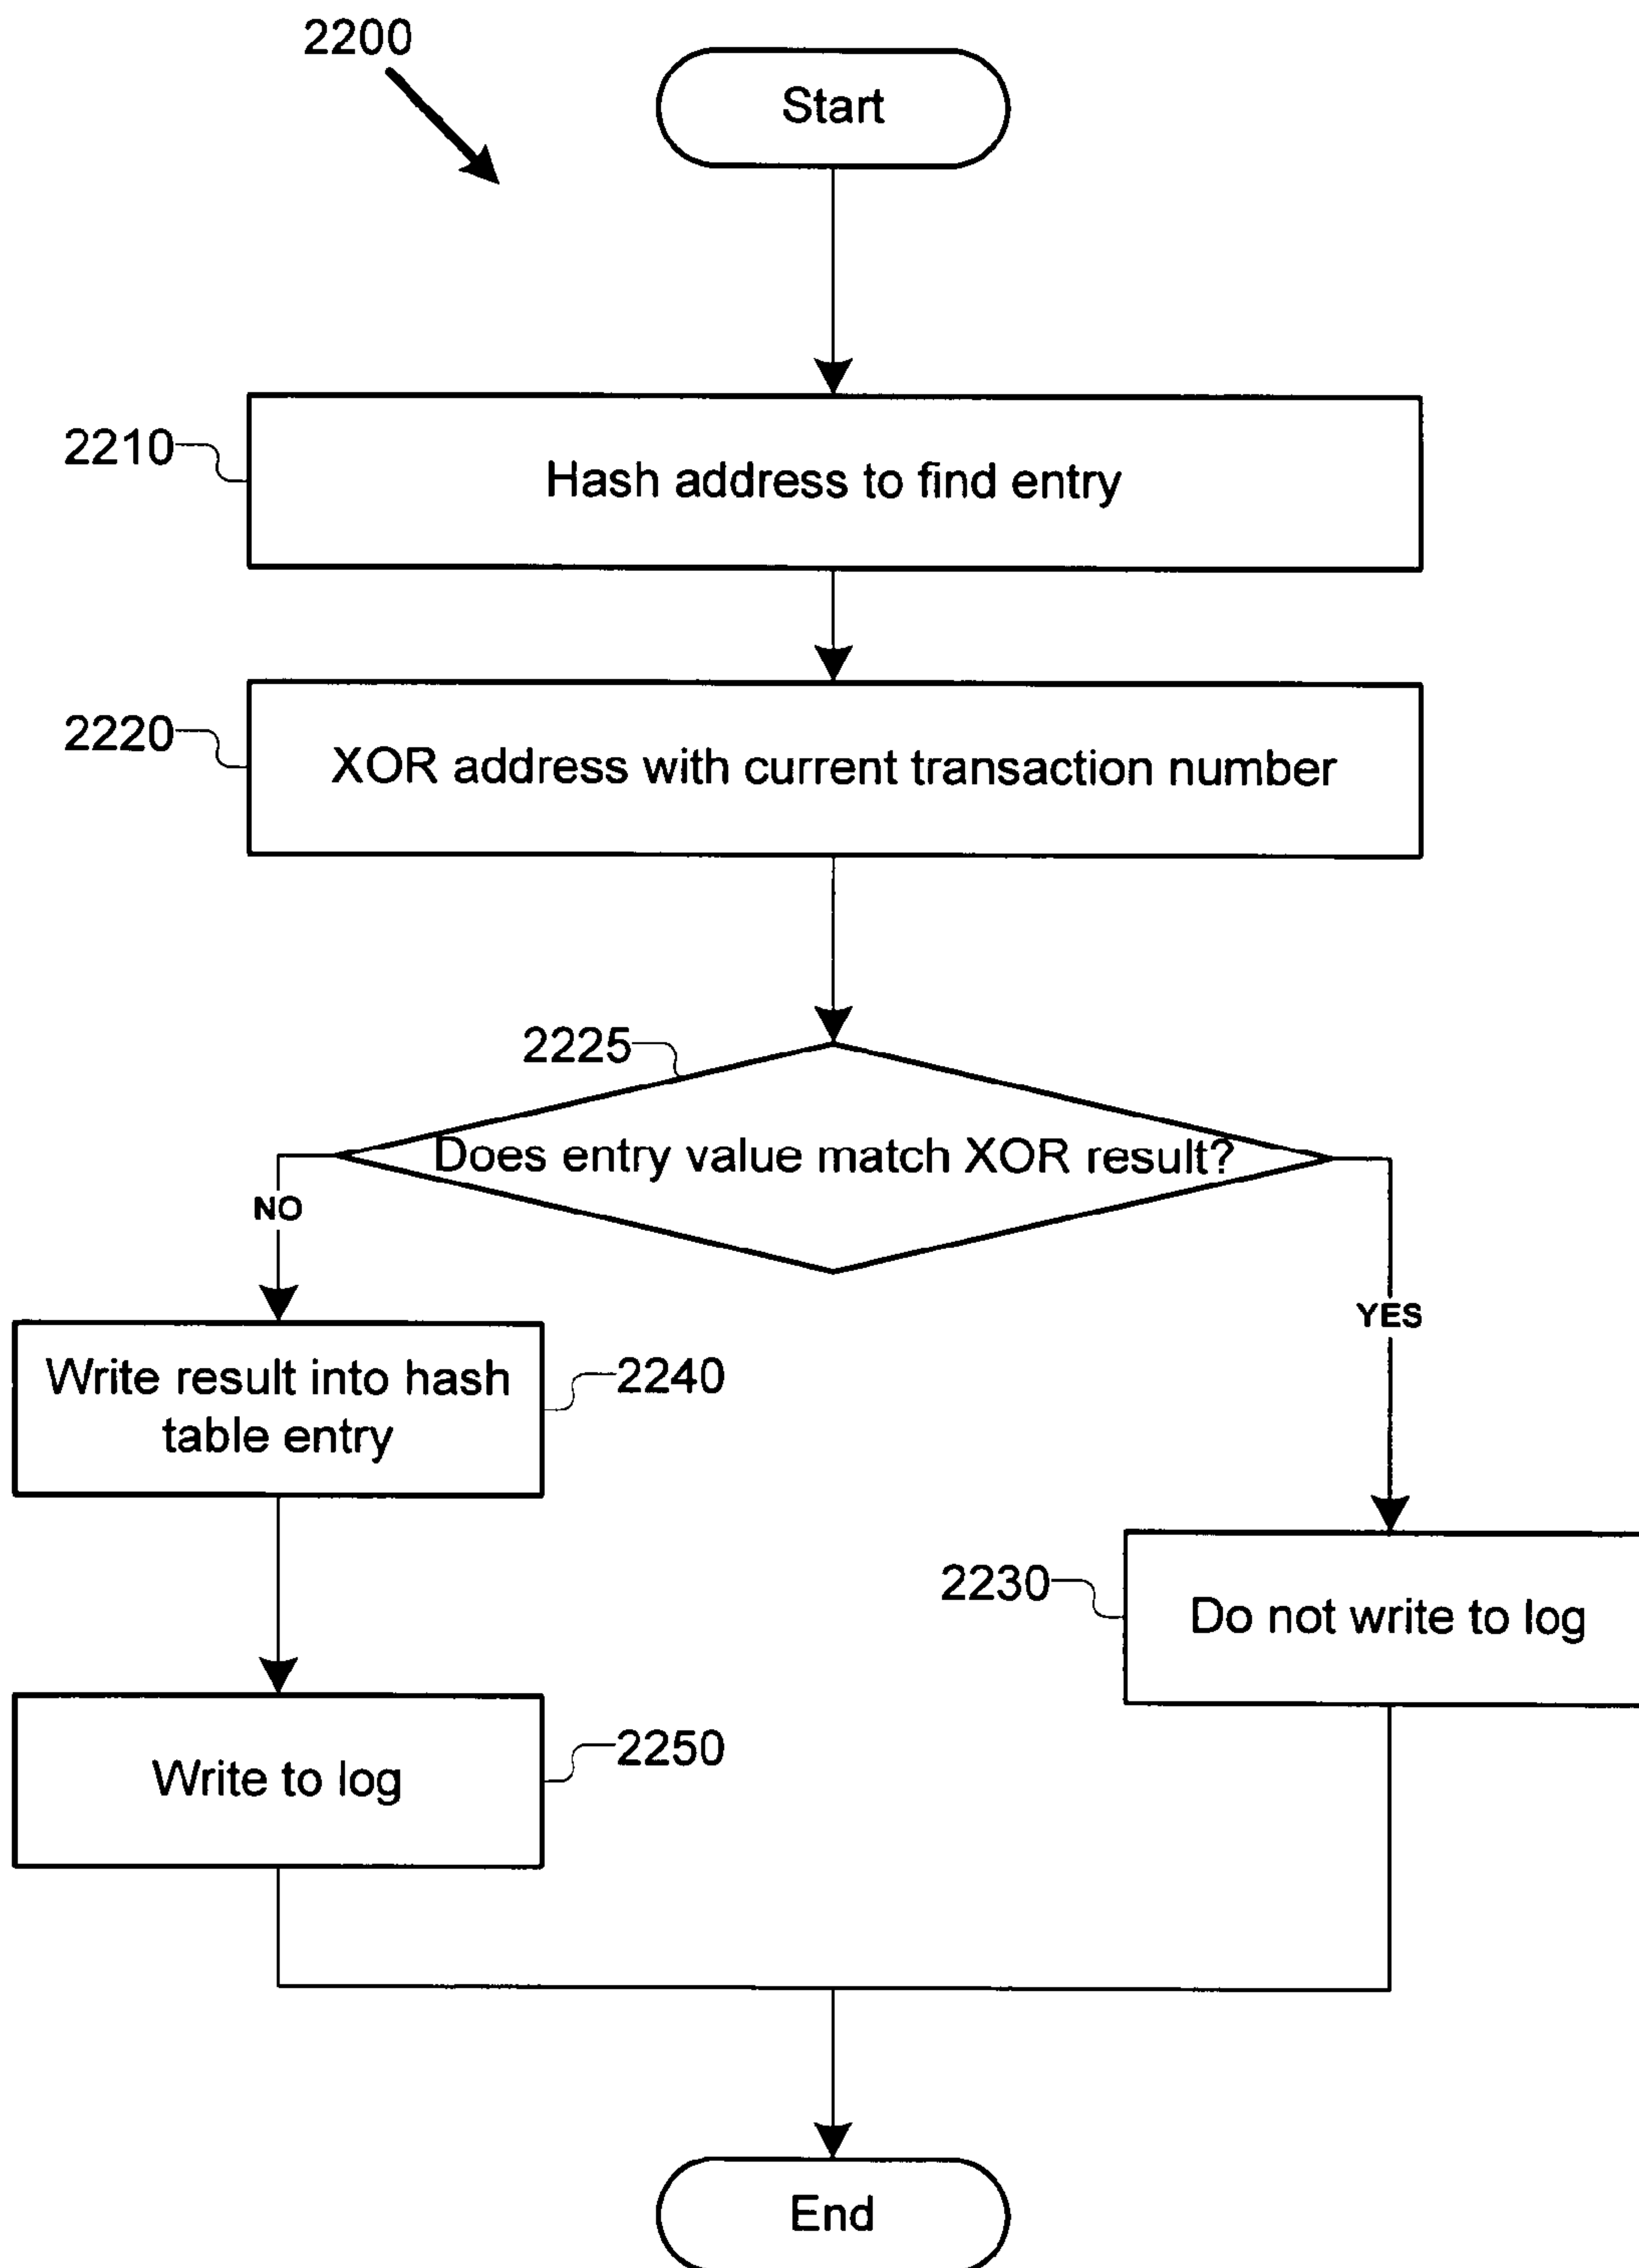 2200
Start
2210
Hash address to find entry
2220
XOR address with current transaction number
2225
Does entry value match XOR result?
NO
YES
Write result into hash
table entry
2240
2230
Do not write to log
Write to log
2250
End